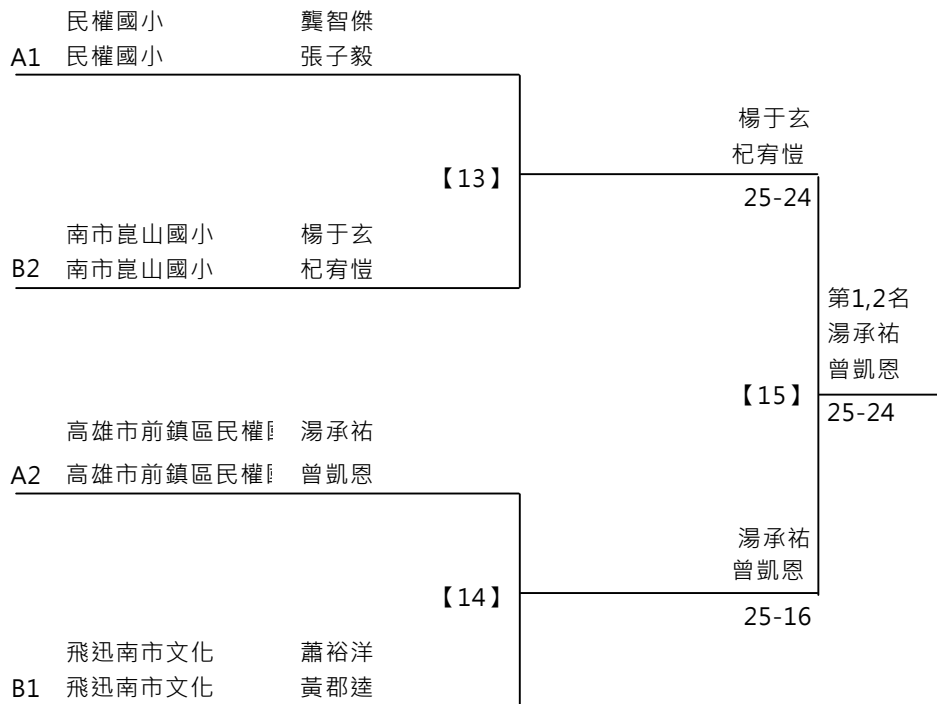 民權國小 龔智傑
A1 民權國小 張子毅
楊于玄
杞宥愷
【13】
25-24
南市崑山國小 楊于玄
B2 南市崑山國小 杞宥愷
第1,2名
湯承祐
曾凱恩
【15】
25-24
高雄市前鎮區民權 湯承祐
A2 高雄市前鎮區民權 曾凱恩
湯承祐
曾凱恩
【14】
25-16
飛迅南市文化 蕭裕洋
B1 飛迅南市文化 黃郡逵